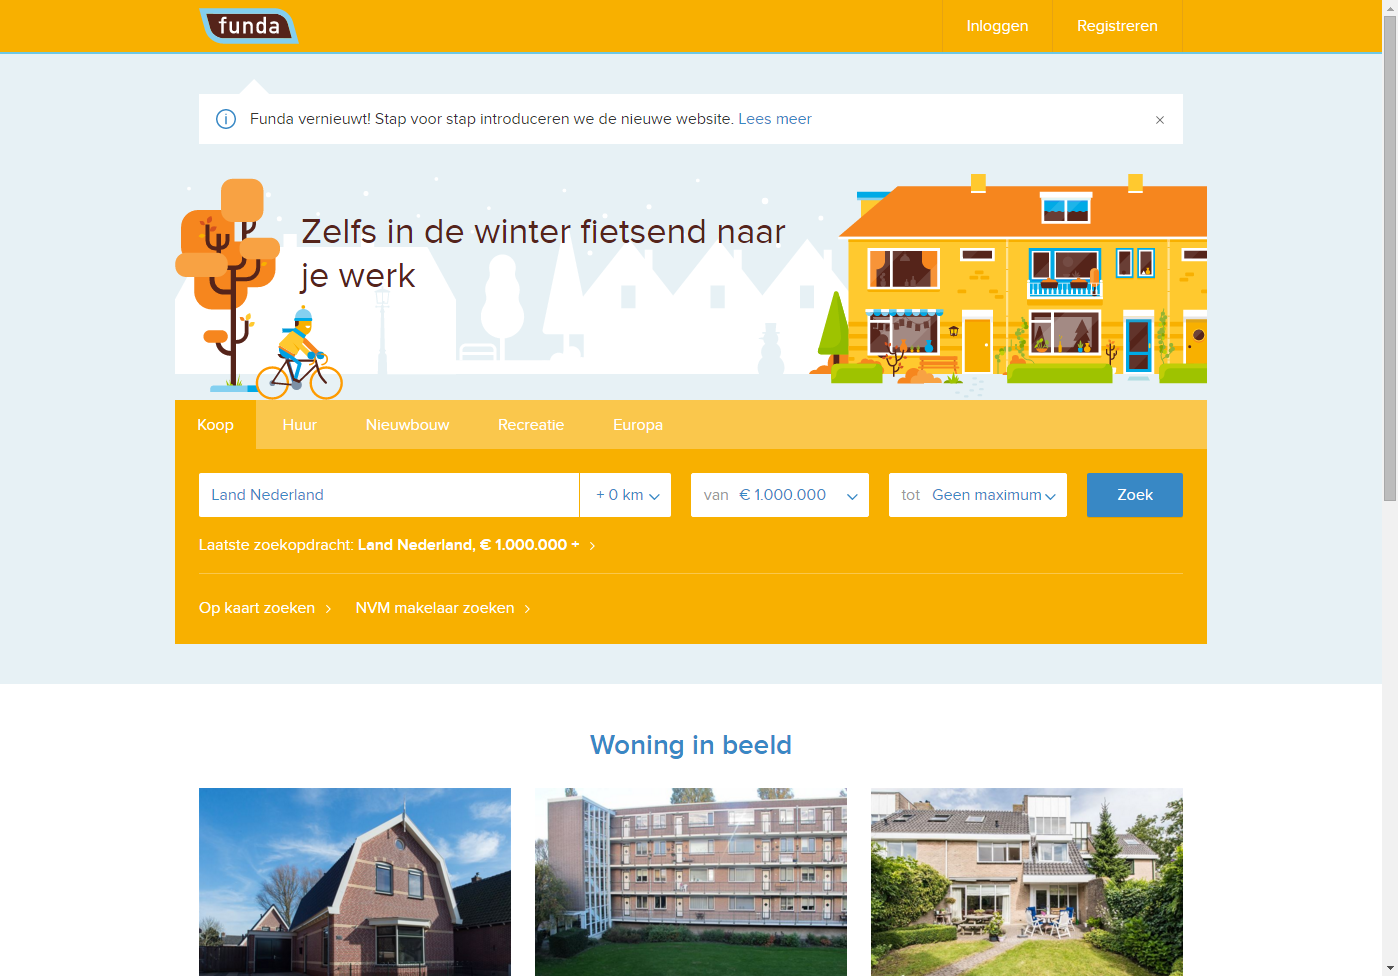 funda
Inloggen
Registreren
Funda vernieuwt! Stap voor stap introduceren we de nieuwe website. Lees meer
Zelfs in de winter fietsend naar
je werk
Koop
Huur
Nieuwbouw
Recreatie
Europa
Land Nederland
+ 0 km
van € 1.000.000
tot Geen maximum
Zoek
Laatste zoekopdracht: Land Nederland, € 1.000.000 +
Op kaart zoeken
NVM makelaar zoeken
Woning in beeld